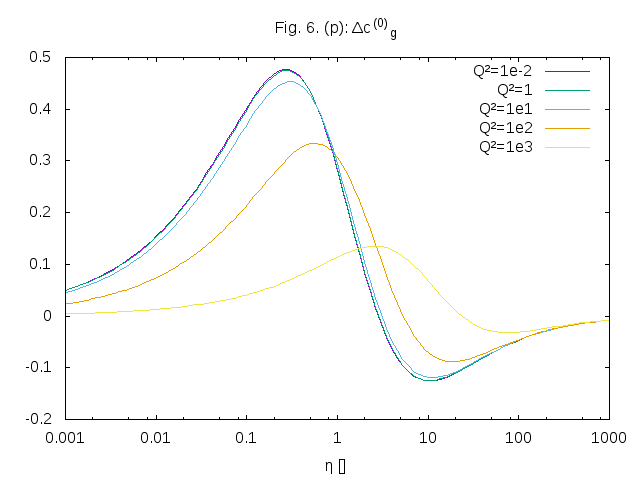 Fig. 6. (p): Δc⁽⁰⁾g
0.5
0.4
0.3
0.2
0.1
0
-0.1
-0.2
Q²=1e-2
Q²=1
Q²=1e1
Q²=1e2
Q²=1e3
0.001 0.01 0.1 1 10 100 1000
η []